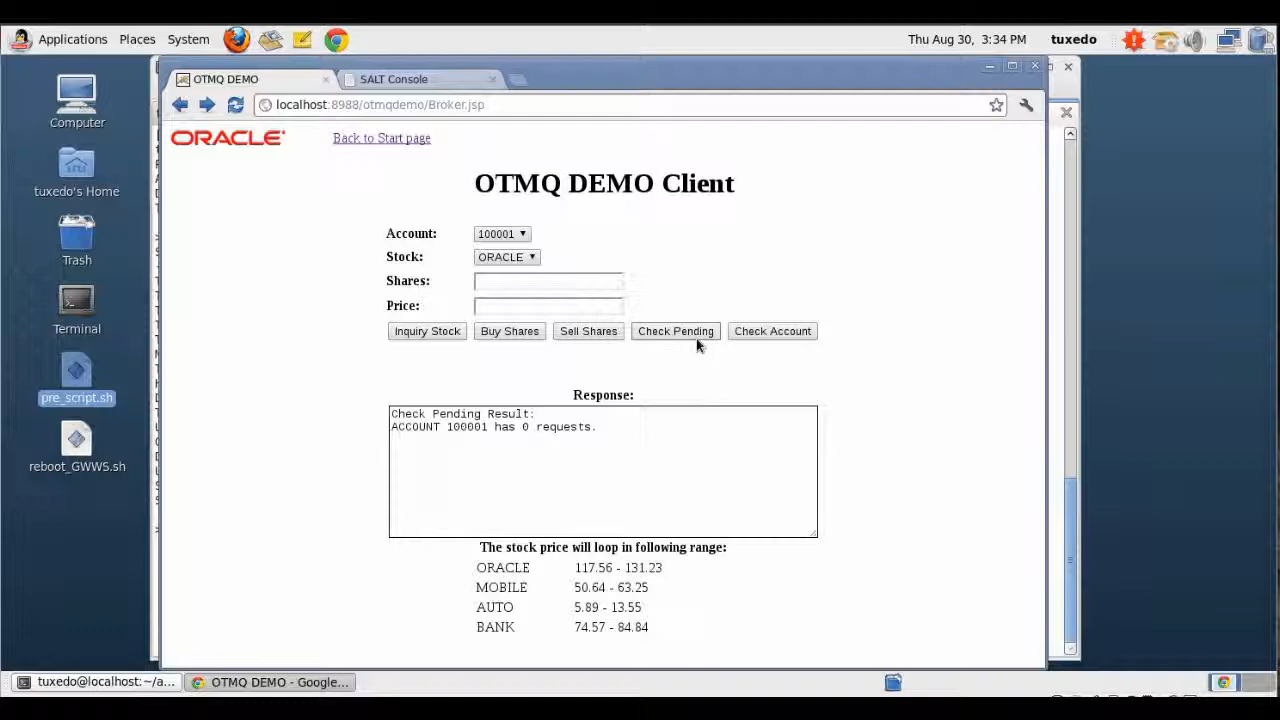 Applications Places System Thu Aug 30, 3:34 PM tuxedo
OTMQ DEMO SALT Console
localhost:8988/otmqdemo/Broker.jsp
Computer
tuxedo's Home
Trash
Terminal
pre_script.sh
reboot_GWWS.sh
ORACLE Back to Start page
OTMQ DEMO Client
Account: 100001
Stock: ORACLE
Shares:
Price:
Inquiry Stock Buy Shares Sell Shares Check Pending Check Account
Response:
Check Pending Result:
ACCOUNT 100001 has 0 requests.
The stock price will loop in following range:
ORACLE 117.56 - 131.23
MOBILE 50.64 - 63.25
AUTO 5.89 - 13.55
BANK 74.57 - 84.84
tuxedo@localhost:~/a... OTMQ DEMO - Google...